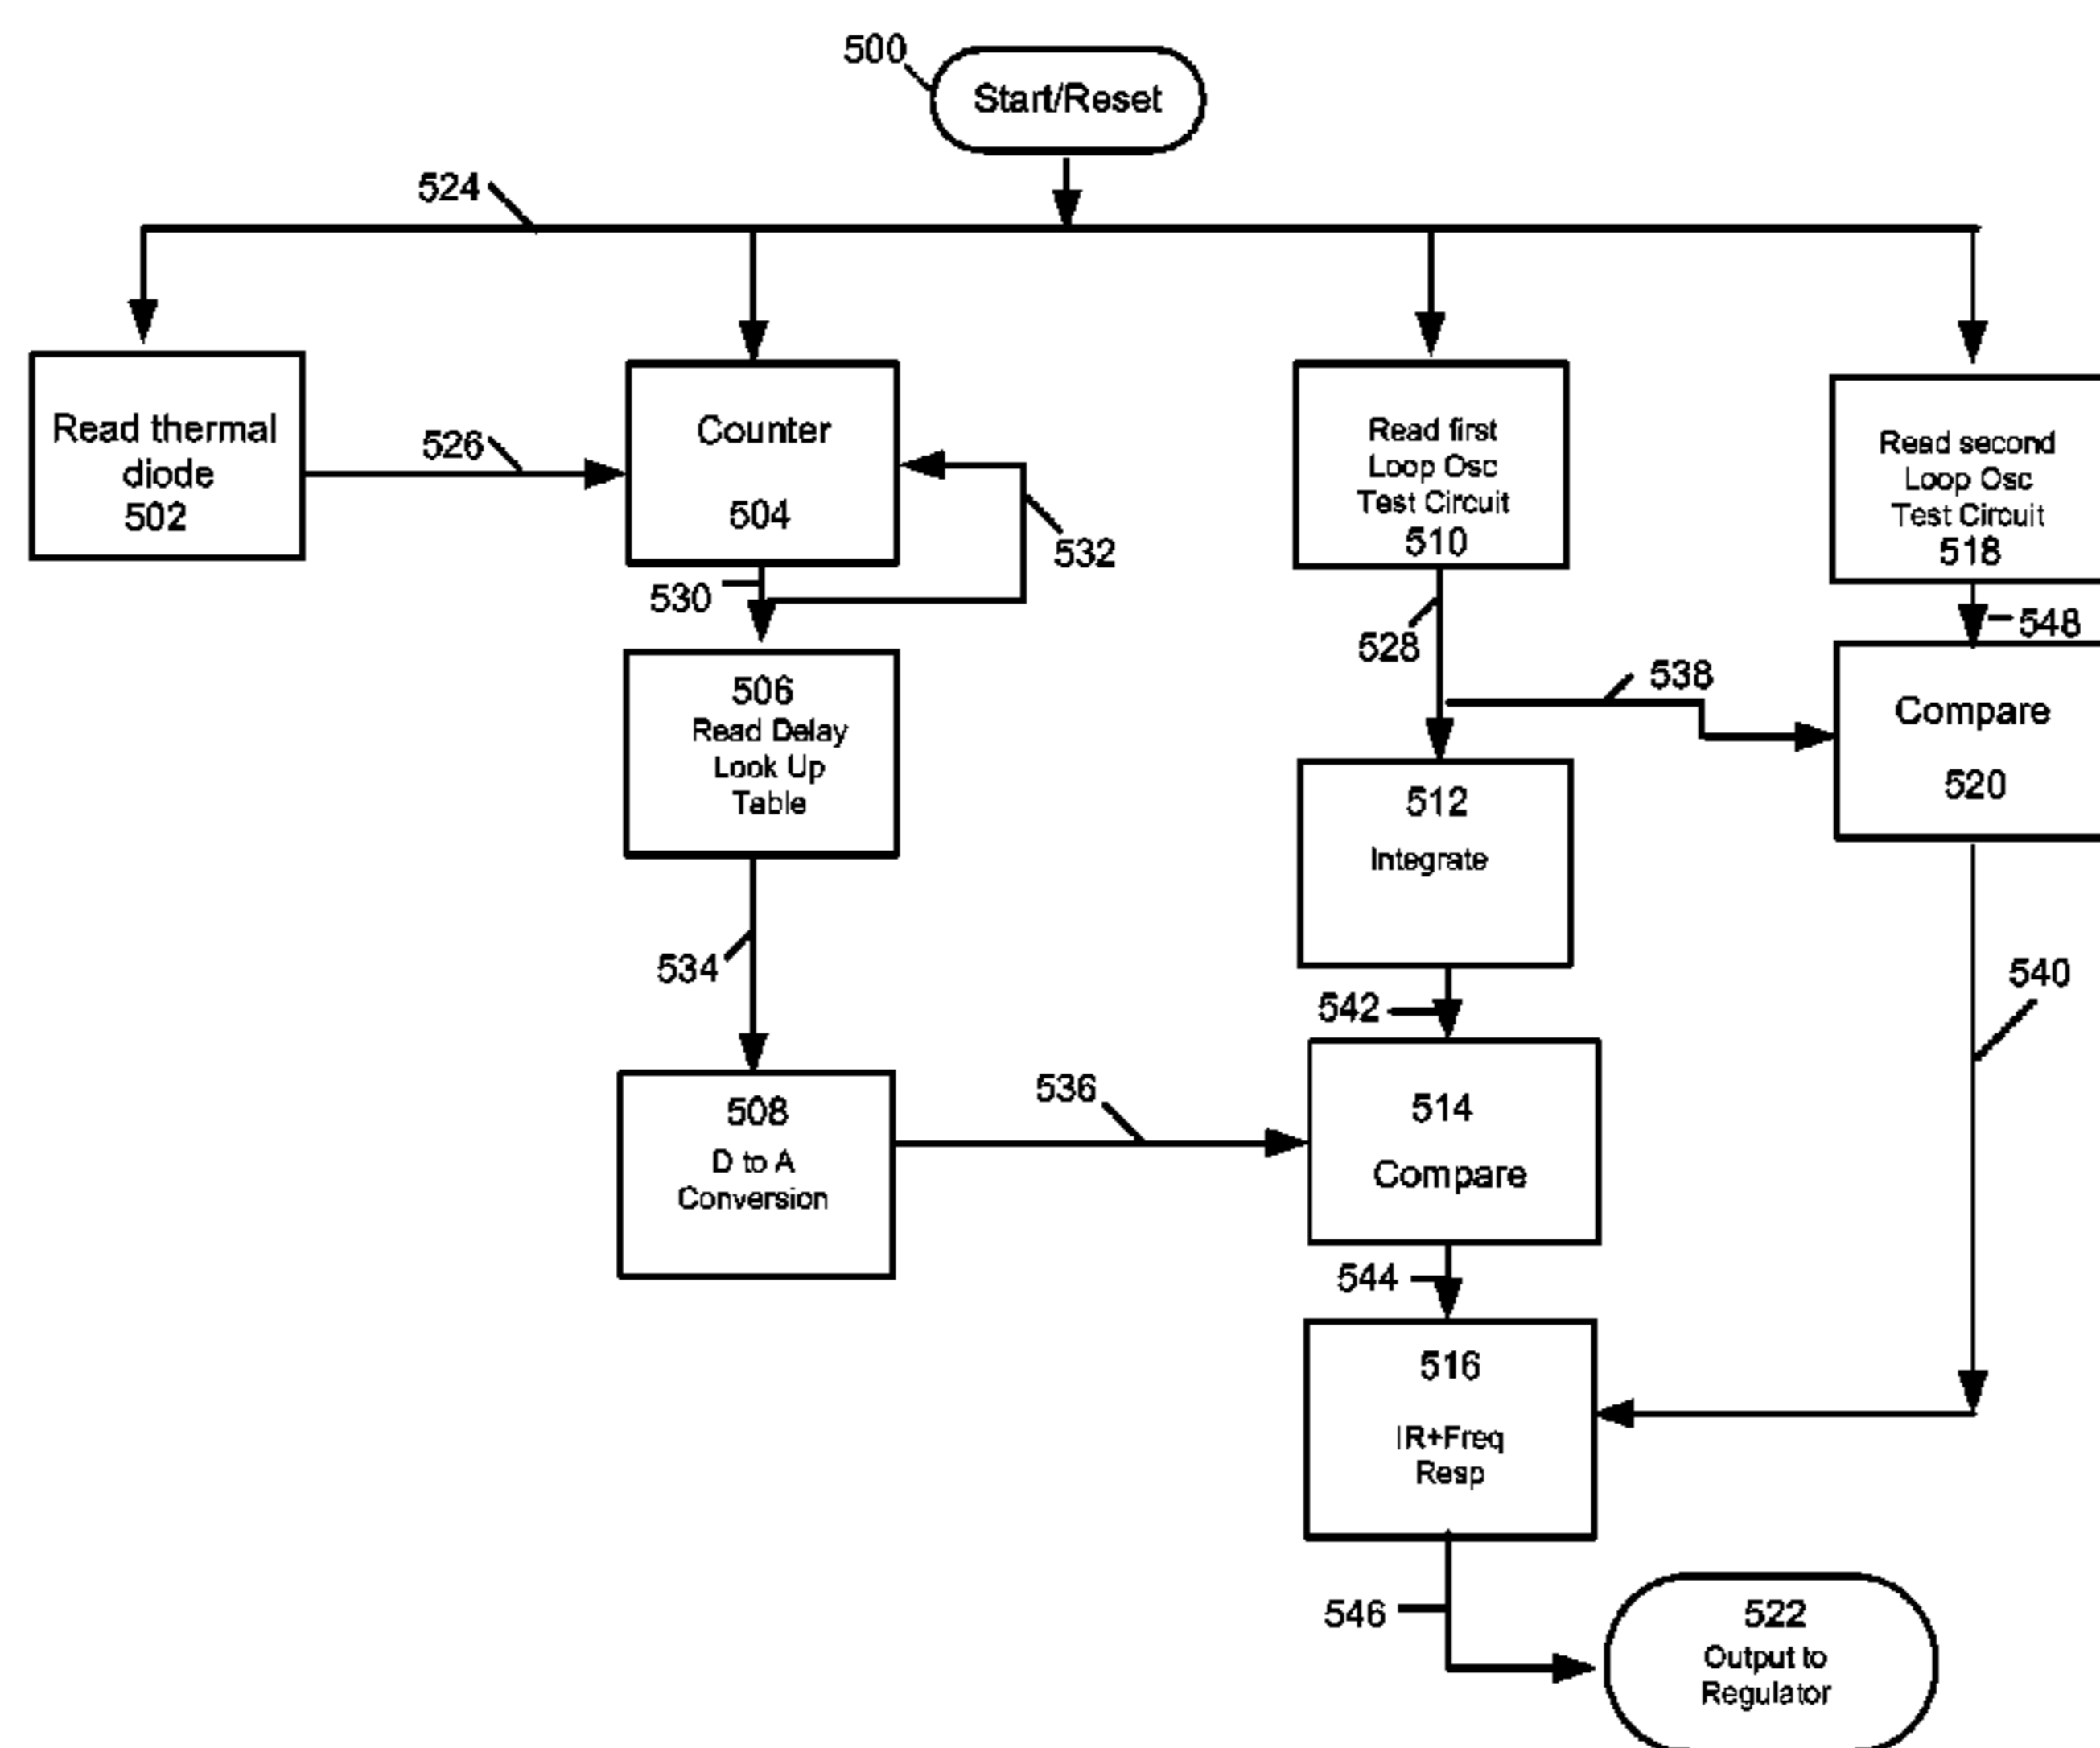 500
Start/Reset
524
Read thermal
diode
502
526
Counter
504
532
530
Read first
Loop Osc
Test Circuit
510
Read second
Loop Osc
Test Circuit
518
528
548
538
506
Read Delay
Look Up
Table
Compare
520
512
Integrate
534
542
540
508
D to A
Conversion
536
514
Compare
544
516
IR+Freq
Resp
546
522
Output to
Regulator